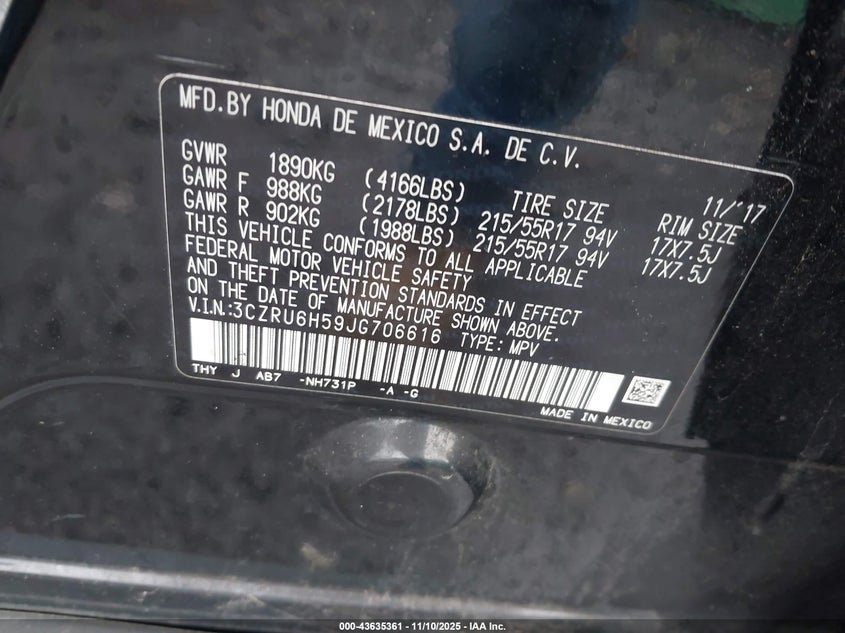 MFD.BY HONDA DE MEXICO S.A. DE C.V.
11/'17
GVWR 1890KG (4166LBS) TIRE SIZE RIM SIZE
GAWR F 988KG (2178LBS) 215/55R17 94V 17X7.5J
GAWR R 902KG (1988LBS) 215/55R17 94V 17X7.5J
THIS VEHICLE CONFORMS TO ALL APPLICABLE
FEDERAL MOTOR VEHICLE SAFETY
AND THEFT PREVENTION STANDARDS IN EFFECT
ON THE DATE OF MANUFACTURE SHOWN ABOVE.
V.I.N.:3CZRU6H59JG706616 TYPE: MPV
THY J AB7 -NH731P -A -G
MADE IN MEXICO
000-43635361 | 11/10/2025 | IAA Inc.